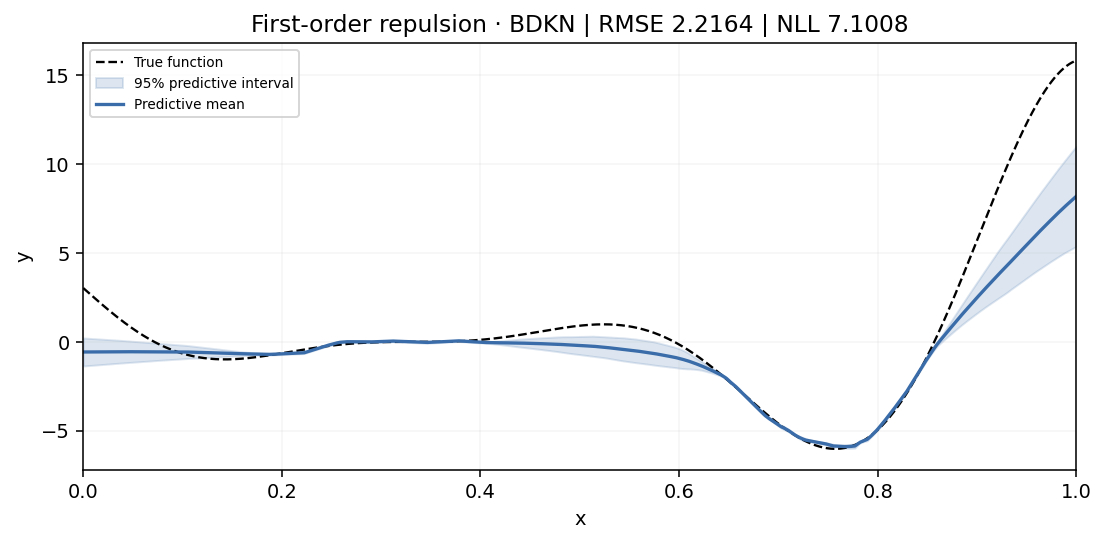 First-order repulsion · BDKN | RMSE 2.2164 | NLL 7.1008
True function
95% predictive interval
Predictive mean
15
10
5
0
−5
y
0.0 0.2 0.4 0.6 0.8 1.0
x